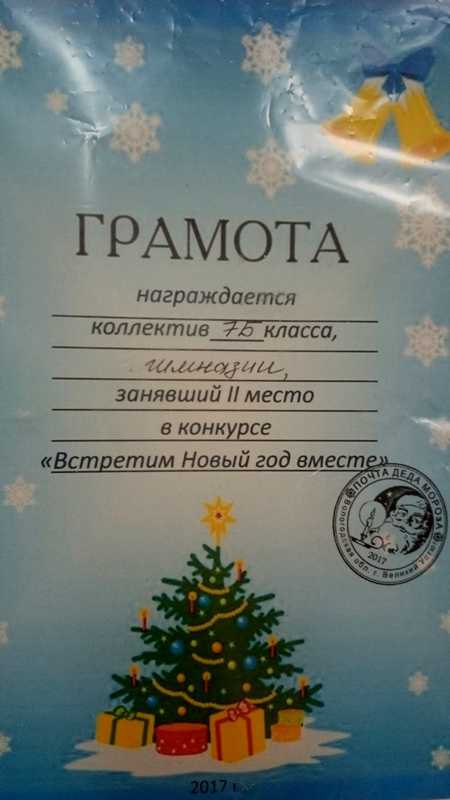 ГРАМОТА
награждается
коллектив 7Б класса,
гимназии,
занявший II место
в конкурсе
«Встретим Новый год вместе»
ПОЧТА ДЕДА МОРОЗА
2017
Вологодская обл. г. Великий Устюг
2017 г.